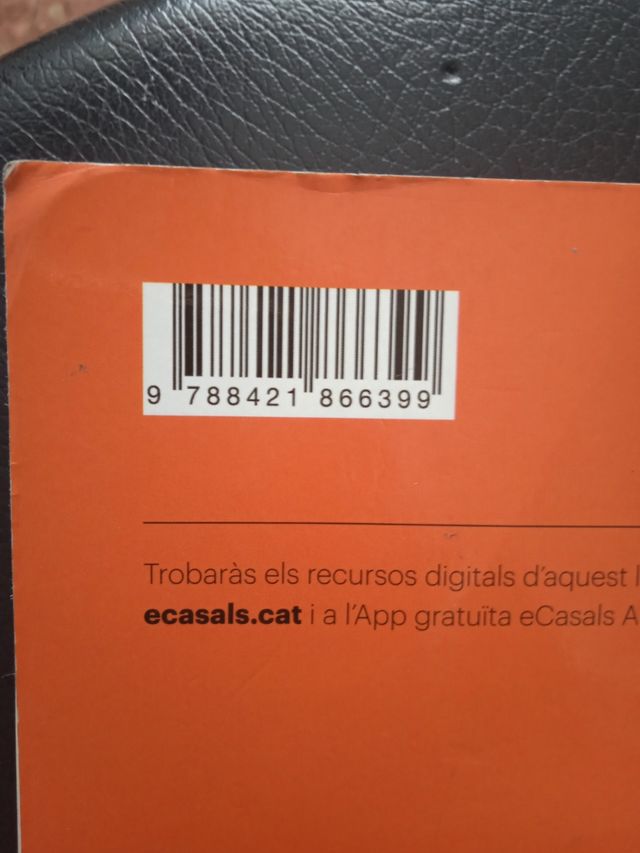 9 788421 866399
Trobaràs els recursos digitals d'aquest
ecasals.cat i a l'App gratuïta eCasals A